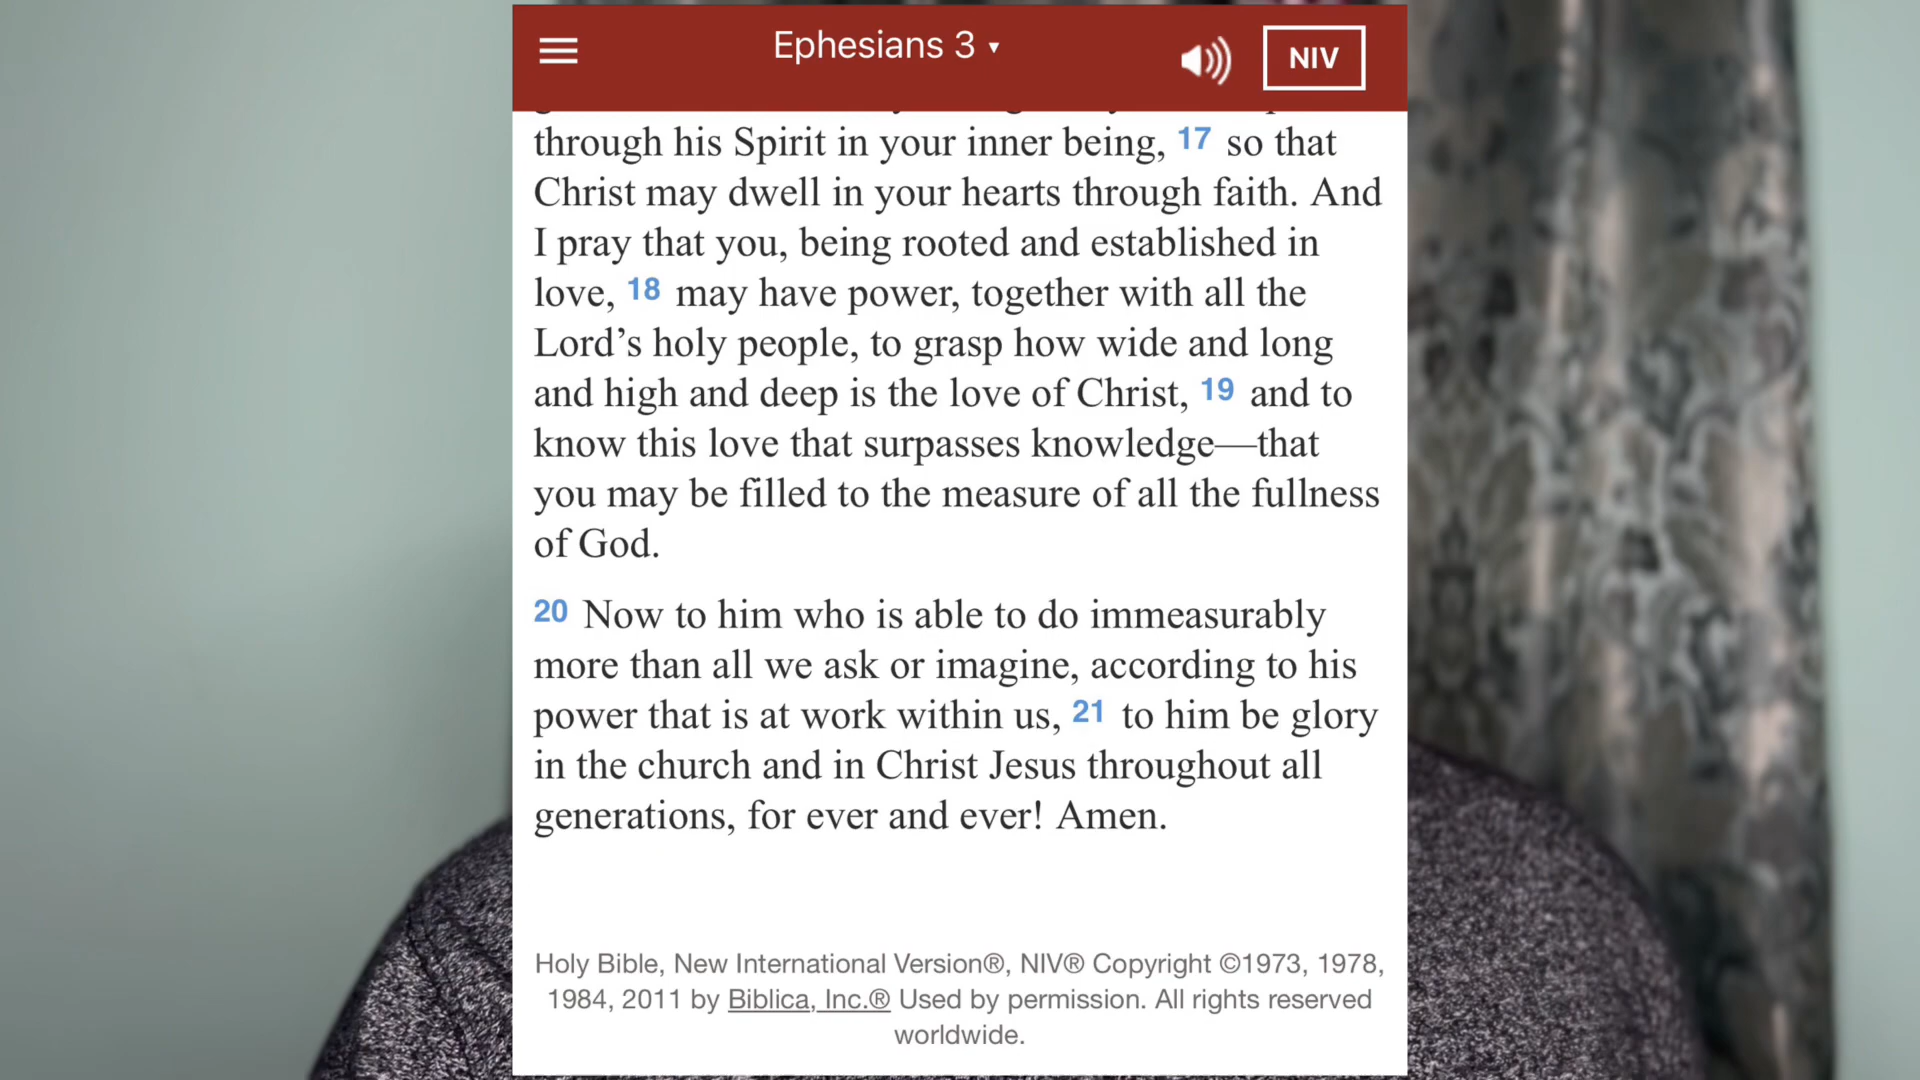 Ephesians 3 ▾
NIV
through his Spirit in your inner being, 17 so that
Christ may dwell in your hearts through faith. And
I pray that you, being rooted and established in
love, 18 may have power, together with all the
Lord’s holy people, to grasp how wide and long
and high and deep is the love of Christ, 19 and to
know this love that surpasses knowledge—that
you may be filled to the measure of all the fullness
of God.
20 Now to him who is able to do immeasurably
more than all we ask or imagine, according to his
power that is at work within us, 21 to him be glory
in the church and in Christ Jesus throughout all
generations, for ever and ever! Amen.
Holy Bible, New International Version®, NIV® Copyright ©1973, 1978,
1984, 2011 by Biblica, Inc.® Used by permission. All rights reserved
worldwide.